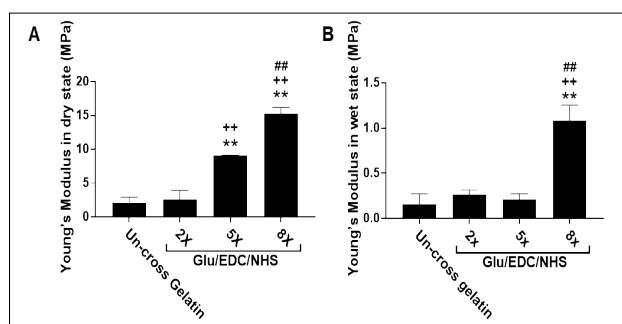 A
Young's Modulus in dry state (MPa)
20
15
10
5
0
++
**
##
++
**
Un-cross Gelatin
2X
5X
8X
Glu/EDC/NHS
B
Young's Modulus in wet state (MPa)
1.5
1.0
0.5
0.0
##
++
**
Un-cross gelatin
2x
5x
8x
Glu/EDC/NHS